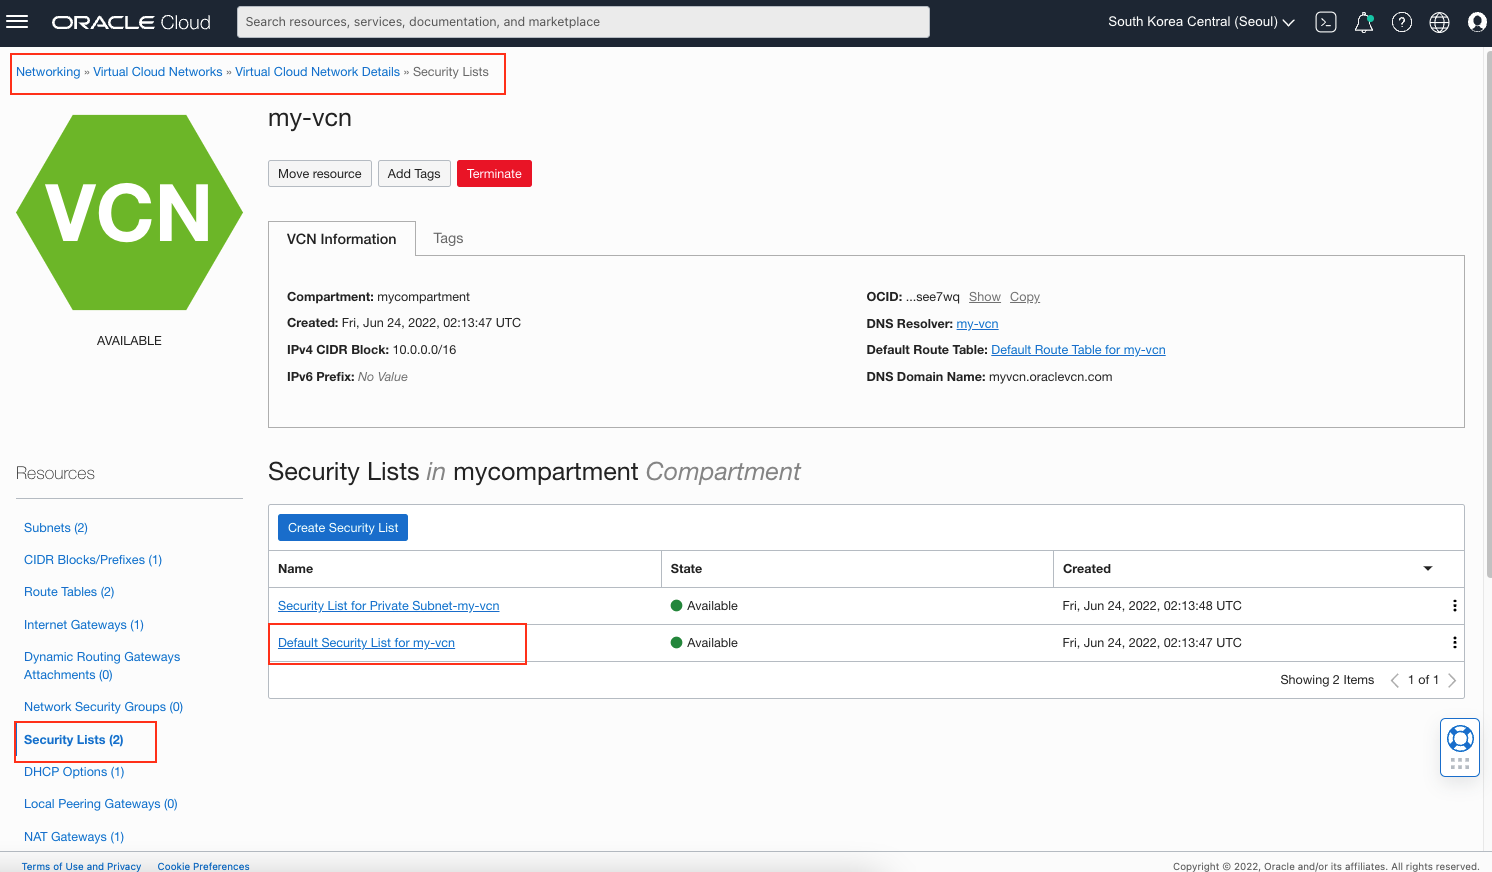 ORACLE Cloud
Search resources, services, documentation, and marketplace
South Korea Central (Seoul)
Networking » Virtual Cloud Networks » Virtual Cloud Network Details » Security Lists
VCN
AVAILABLE
my-vcn
Move resource
Add Tags
Terminate
VCN Information
Tags
Compartment: mycompartment
Created: Fri, Jun 24, 2022, 02:13:47 UTC
IPv4 CIDR Block: 10.0.0.0/16
IPv6 Prefix: No Value
OCID: ...see7wq Show Copy
DNS Resolver: my-vcn
Default Route Table: Default Route Table for my-vcn
DNS Domain Name: myvcn.oraclevcn.com
Resources
Subnets (2)
CIDR Blocks/Prefixes (1)
Route Tables (2)
Internet Gateways (1)
Dynamic Routing Gateways
Attachments (0)
Network Security Groups (0)
Security Lists (2)
DHCP Options (1)
Local Peering Gateways (0)
NAT Gateways (1)
Security Lists in mycompartment Compartment
Create Security List
Name State Created
Security List for Private Subnet-my-vcn Available Fri, Jun 24, 2022, 02:13:48 UTC
Default Security List for my-vcn Available Fri, Jun 24, 2022, 02:13:47 UTC
Showing 2 Items 1 of 1
Terms of Use and Privacy Cookie Preferences
Copyright © 2022, Oracle and/or its affiliates. All rights reserved.